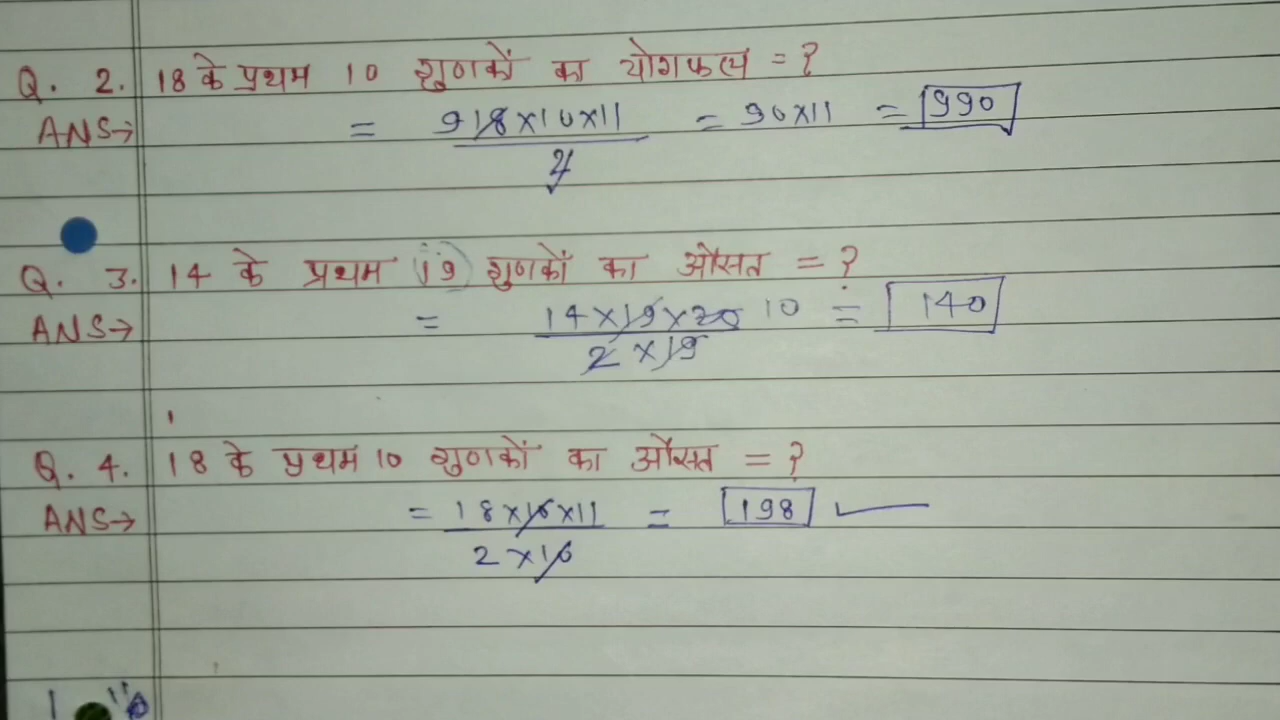 Q. 2. 18 के प्रथम 10 गुणकों का योगफल = ?
ANS→ = 9 18×10×11 / 2 = 90×11 = 990
Q. 3. 14 के प्रथम (19) गुणकों का औसत = ?
ANS→ = 14×19×20 10 / 2×19 = 140
Q. 4. 18 के प्रथम 10 गुणकों का औसत = ?
ANS→ = 18×10×11 / 2×10 = 198